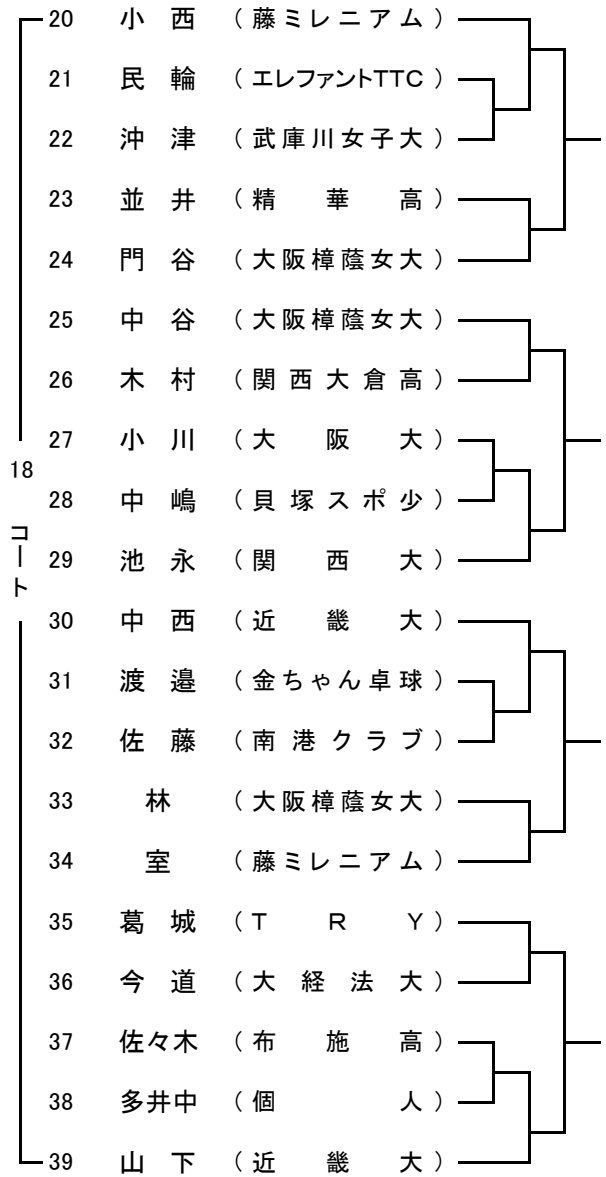 20 小西 (藤ミレニアム)
21 民輪 (エレファントTTC)
22 沖津 (武庫川女子大)
23 並井 (精華高)
24 門谷 (大阪樟蔭女大)
25 中谷 (大阪樟蔭女大)
26 木村 (関西大倉高)
27 小川 (大阪大)
18コート
28 中嶋 (貝塚スポ少)
29 池永 (関西大)
30 中西 (近畿大)
31 渡邉 (金ちゃん卓球)
32 佐藤 (南港クラブ)
33 林 (大阪樟蔭女大)
34 室 (藤ミレニアム)
35 葛城 (TRY)
36 今道 (大経法大)
37 佐々木 (布施高)
38 多井中 (個人)
39 山下 (近畿大)